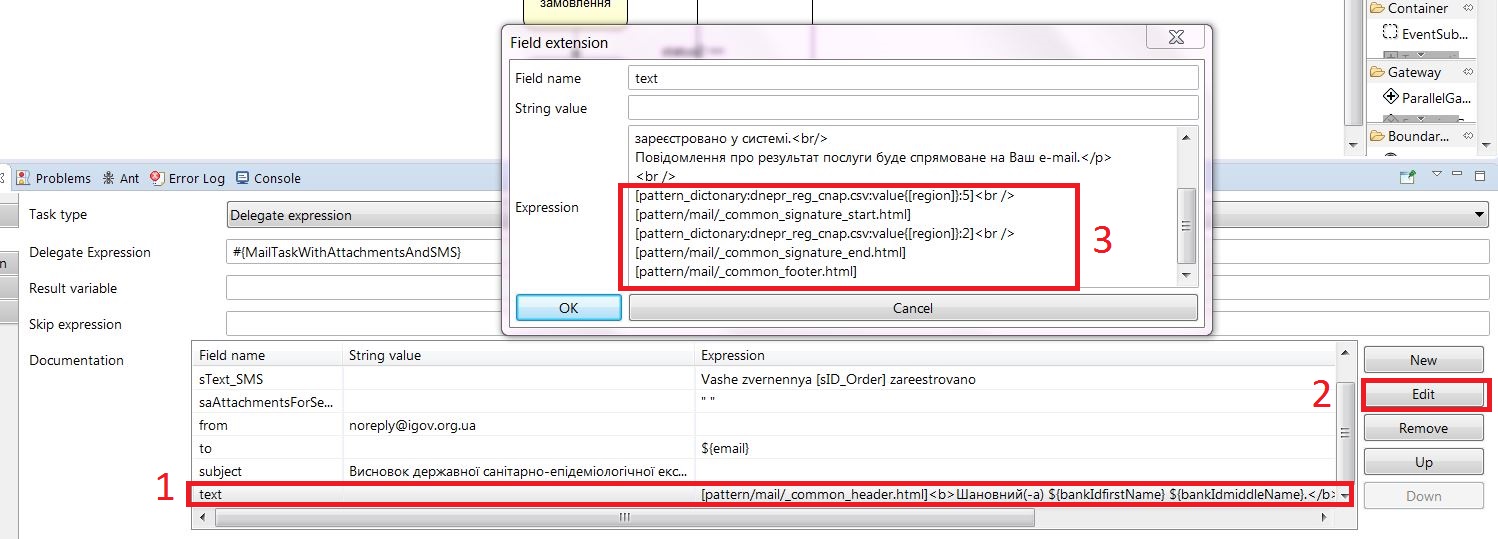 замовлення
Container
EventSub...
Gateway
ParallelGa...
Boundar...
Field extension
Field name
text
String value
Expression
зареєстровано у системі.<br/>
Повідомлення про результат послуги буде спрямоване на Ваш e-mail.</p>
<br />
[pattern_dictonary:dnepr_reg_cnap.csv:value{[region]}:5]<br />
[pattern/mail/_common_signature_start.html]
[pattern_dictonary:dnepr_reg_cnap.csv:value{[region]}:2]<br />
[pattern/mail/_common_signature_end.html]
[pattern/mail/_common_footer.html]
3
OK
Cancel
Problems
Ant
Error Log
Console
Task type
Delegate expression
Delegate Expression
#{MailTaskWithAttachmentsAndSMS}
Result variable
Skip expression
Documentation
Field name String value Expression
sText_SMS Vashe zvernennya [sID_Order] zareestrovano
saAttachmentsForSe... " "
from noreply@igov.org.ua
to ${email}
subject Висновок державної санітарно-епідеміологічної екс...
1
text [pattern/mail/_common_header.html]<b>Шановний(-а) ${bankIdfirstName} ${bankIdmiddleName}.</b>
New
2
Edit
Remove
Up
Down